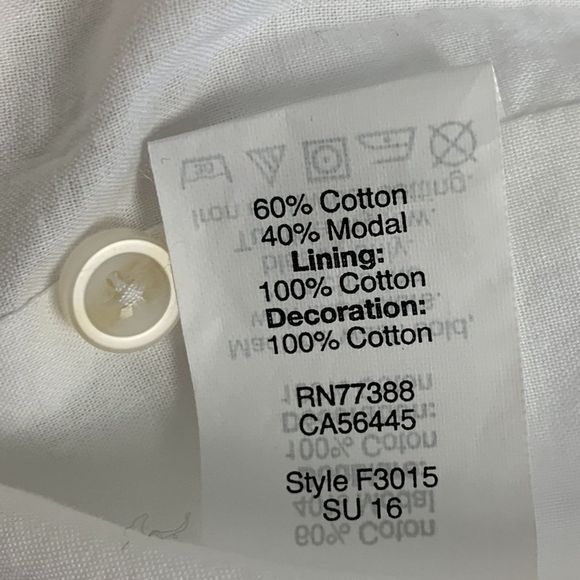 60% Cotton
40% Modal
Lining:
100% Cotton
Decoration:
100% Cotton
RN77388
CA56445
Style F3015
SU 16